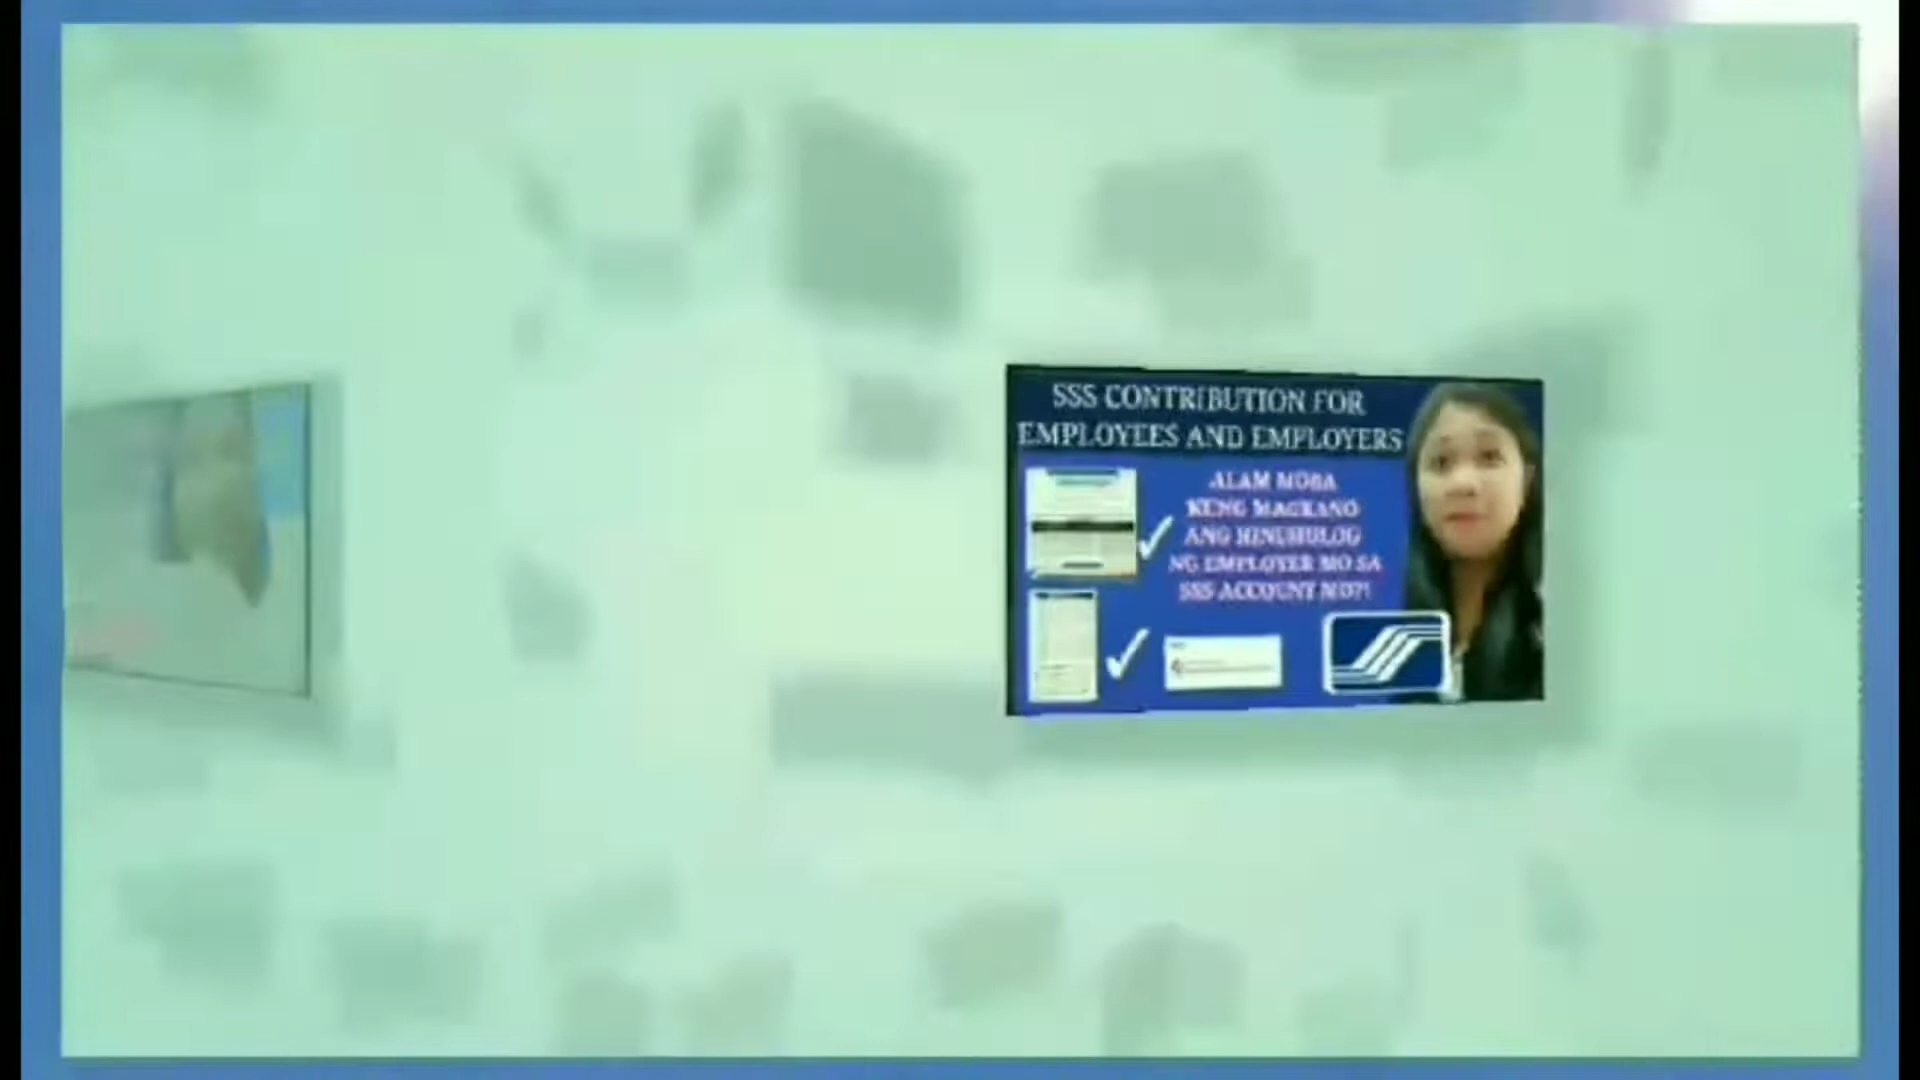 SSS CONTRIBUTION FOR
EMPLOYEES AND EMPLOYERS
ALAM MOBA
KUNG MAGKANO
ANG HINUHULOG
NG EMPLOYER MO SA
SSS ACCOUNT MO?!